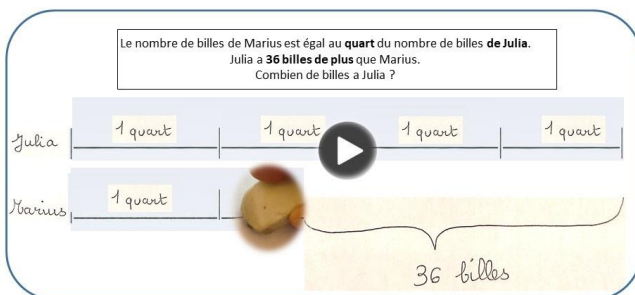 Le nombre de billes de Marius est égal au quart du nombre de billes de Julia.
Julia a 36 billes de plus que Marius.
Combien de billes a Julia ?
1 quart 1 quart 1 quart 1 quart
Julia
1 quart
Marius
36 billes